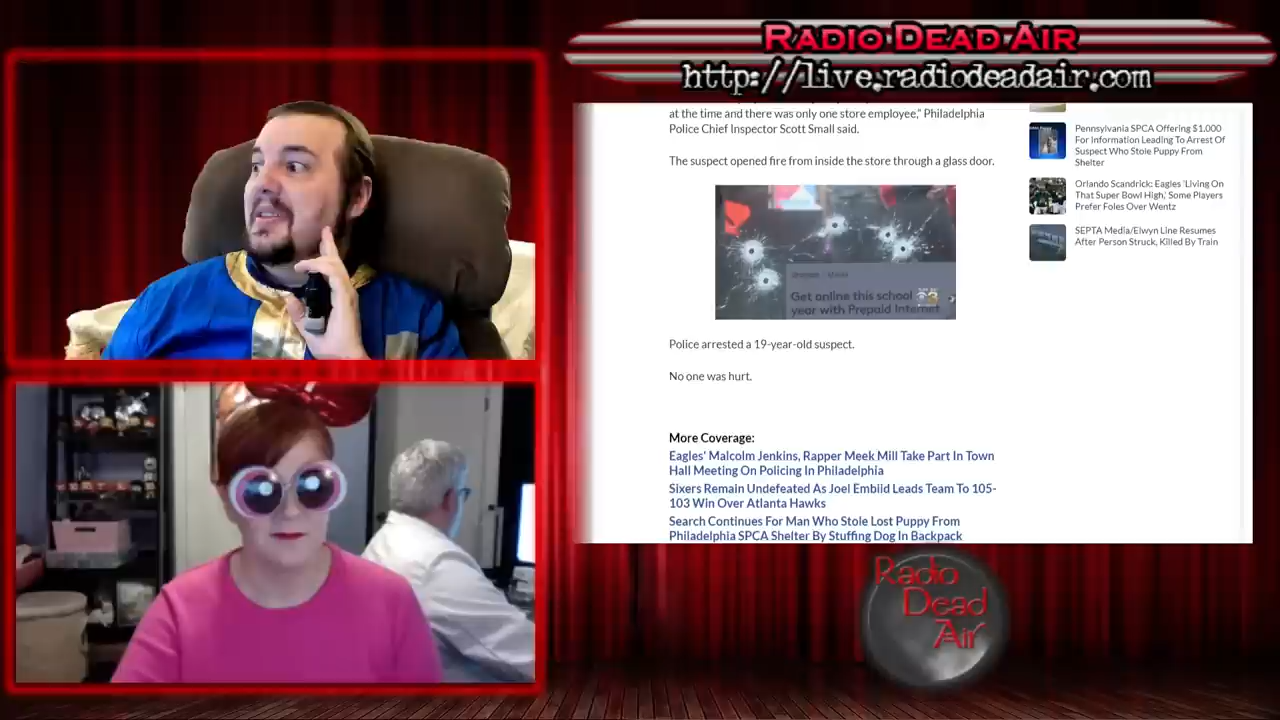 Radio Dead Air
http://live.radiodeadair.com
at the time and there was only one store employee," Philadelphia
Police Chief Inspector Scott Small said.
The suspect opened fire from inside the store through a glass door.
Get online this school
year with Prepaid Internet
Police arrested a 19-year-old suspect.
No one was hurt.
More Coverage:
Eagles' Malcolm Jenkins, Rapper Meek Mill Take Part In Town
Hall Meeting On Policing In Philadelphia
Sixers Remain Undefeated As Joel Embiid Leads Team To 105-
103 Win Over Atlanta Hawks
Search Continues For Man Who Stole Lost Puppy From
Philadelphia SPCA Shelter By Stuffing Dog In Backpack
Pennsylvania SPCA Offering $1,000
For Information Leading To Arrest Of
Suspect Who Stole Puppy From
Shelter
Orlando Scandrick: Eagles 'Living On
That Super Bowl High,' Some Players
Prefer Foles Over Wentz
SEPTA Media/Elwyn Line Resumes
After Person Struck, Killed By Train
Radio
Dead
Air